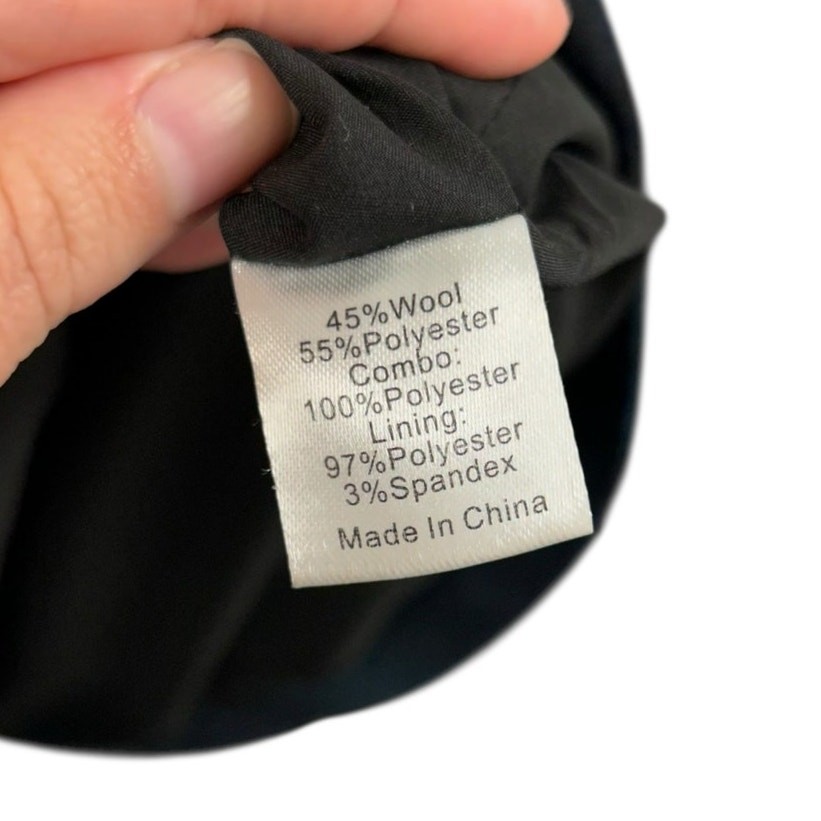 45%Wool
55%Polyester
Combo:
100%Polyester
Lining:
97%Polyester
3%Spandex
Made In China